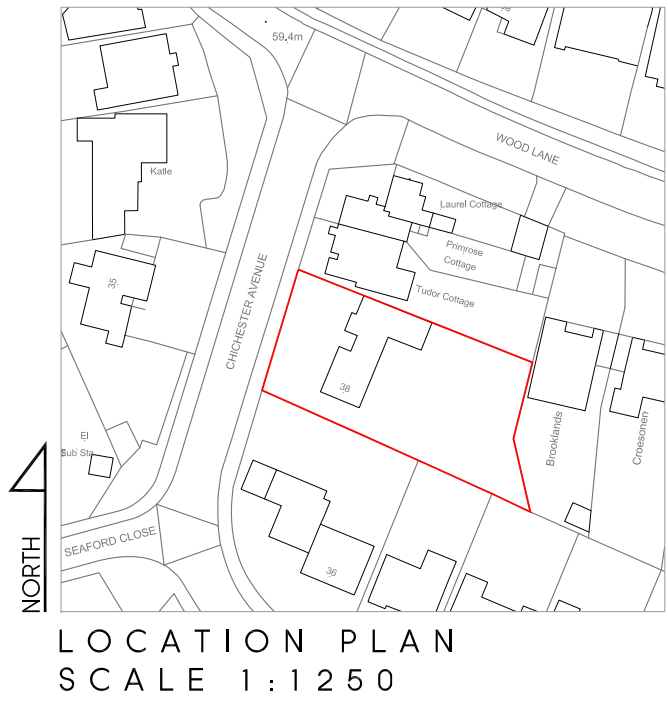 59.4m
WOOD LANE
Katie
Laurel Cottage
Primrose
Cottage
Tudor Cottage
35
CHICHESTER AVENUE
38
Brooklands
Croesonen
El
Sub Sta
SEAFORD CLOSE
36
NORTH
LOCATION PLAN
SCALE 1:1250